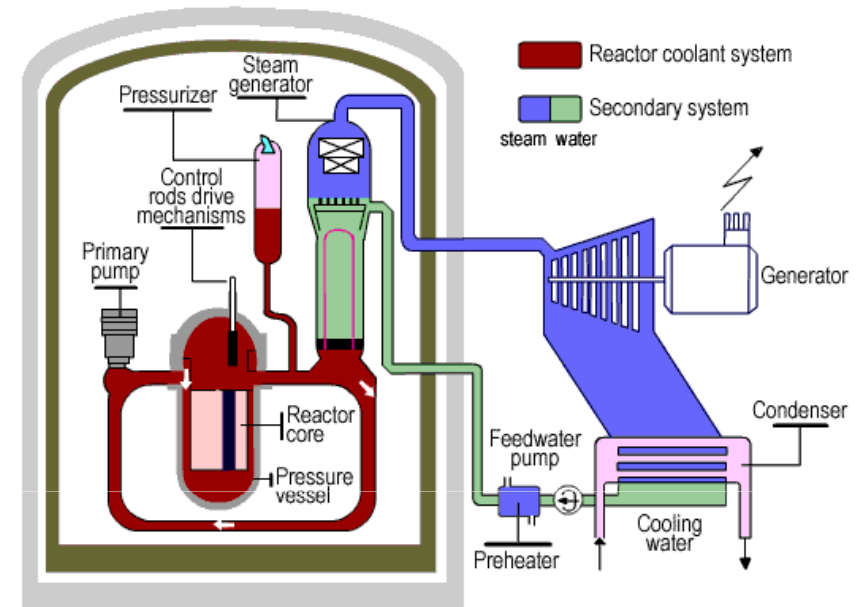 Steam
generator
Reactor coolant system
Pressurizer
Secondary system
steam water
Control
rods drive
mechanisms
Primary
pump
Generator
Reactor
core
Condenser
Feedwater
pump
Pressure
vessel
Cooling
water
Preheater